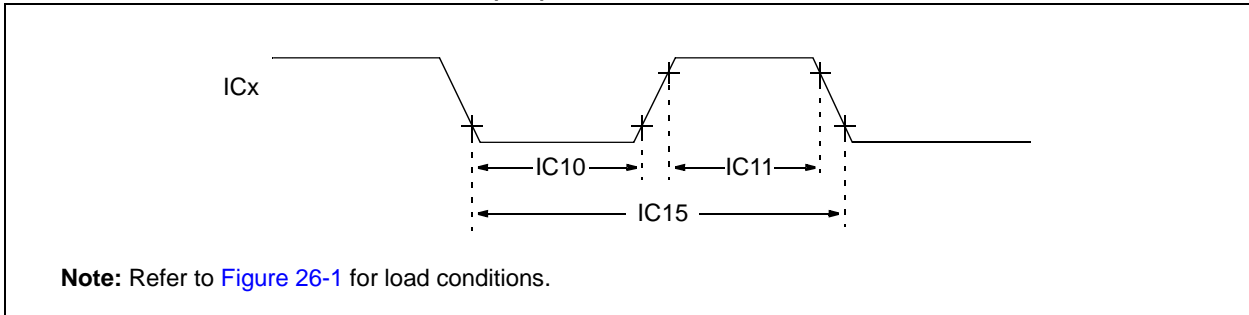 ICx
IC10
IC11
IC15
Note: Refer to Figure 26-1 for load conditions.